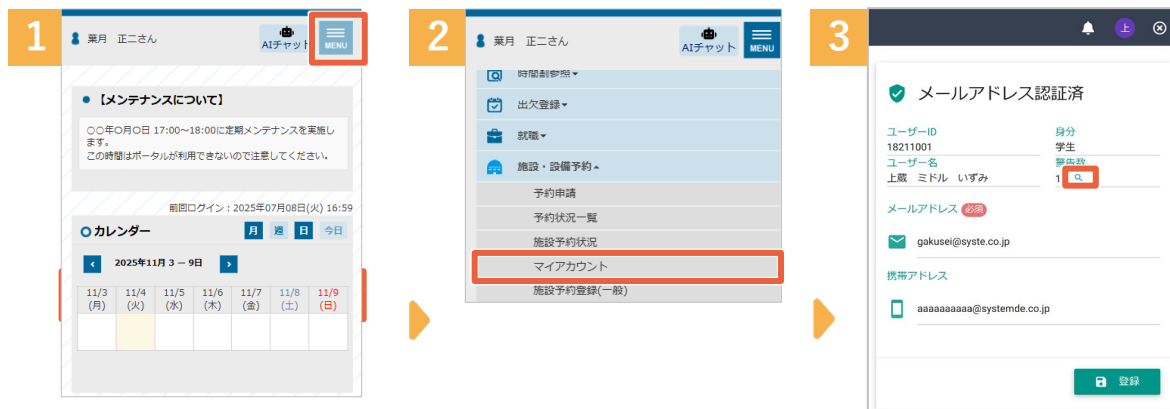 1
葉月 正二さん
AIチャット
MENU
【メンテナンスについて】
○○年○月○日 17:00～18:00に定期メンテナンスを実施し
ます。
この時間はポータルが利用できないので注意してください。
前回ログイン：2025年07月08日(火) 16:59
カレンダー
月 週 日 今日
2025年11月 3 － 9日
11/3 11/4 11/5 11/6 11/7 11/8 11/9
(月) (火) (水) (木) (金) (土) (日)
2
葉月 正二さん
AIチャット
MENU
時間割参照
出欠登録
就職
施設・設備予約
予約申請
予約状況一覧
施設予約状況
マイアカウント
施設予約登録(一般)
3
上
メールアドレス認証済
ユーザーID 身分
18211001 学生
ユーザー名 警告数
上蔵 ミドル いずみ 1
メールアドレス 必須
gakusei@syste.co.jp
携帯アドレス
aaaaaaaaaa@systemde.co.jp
登録